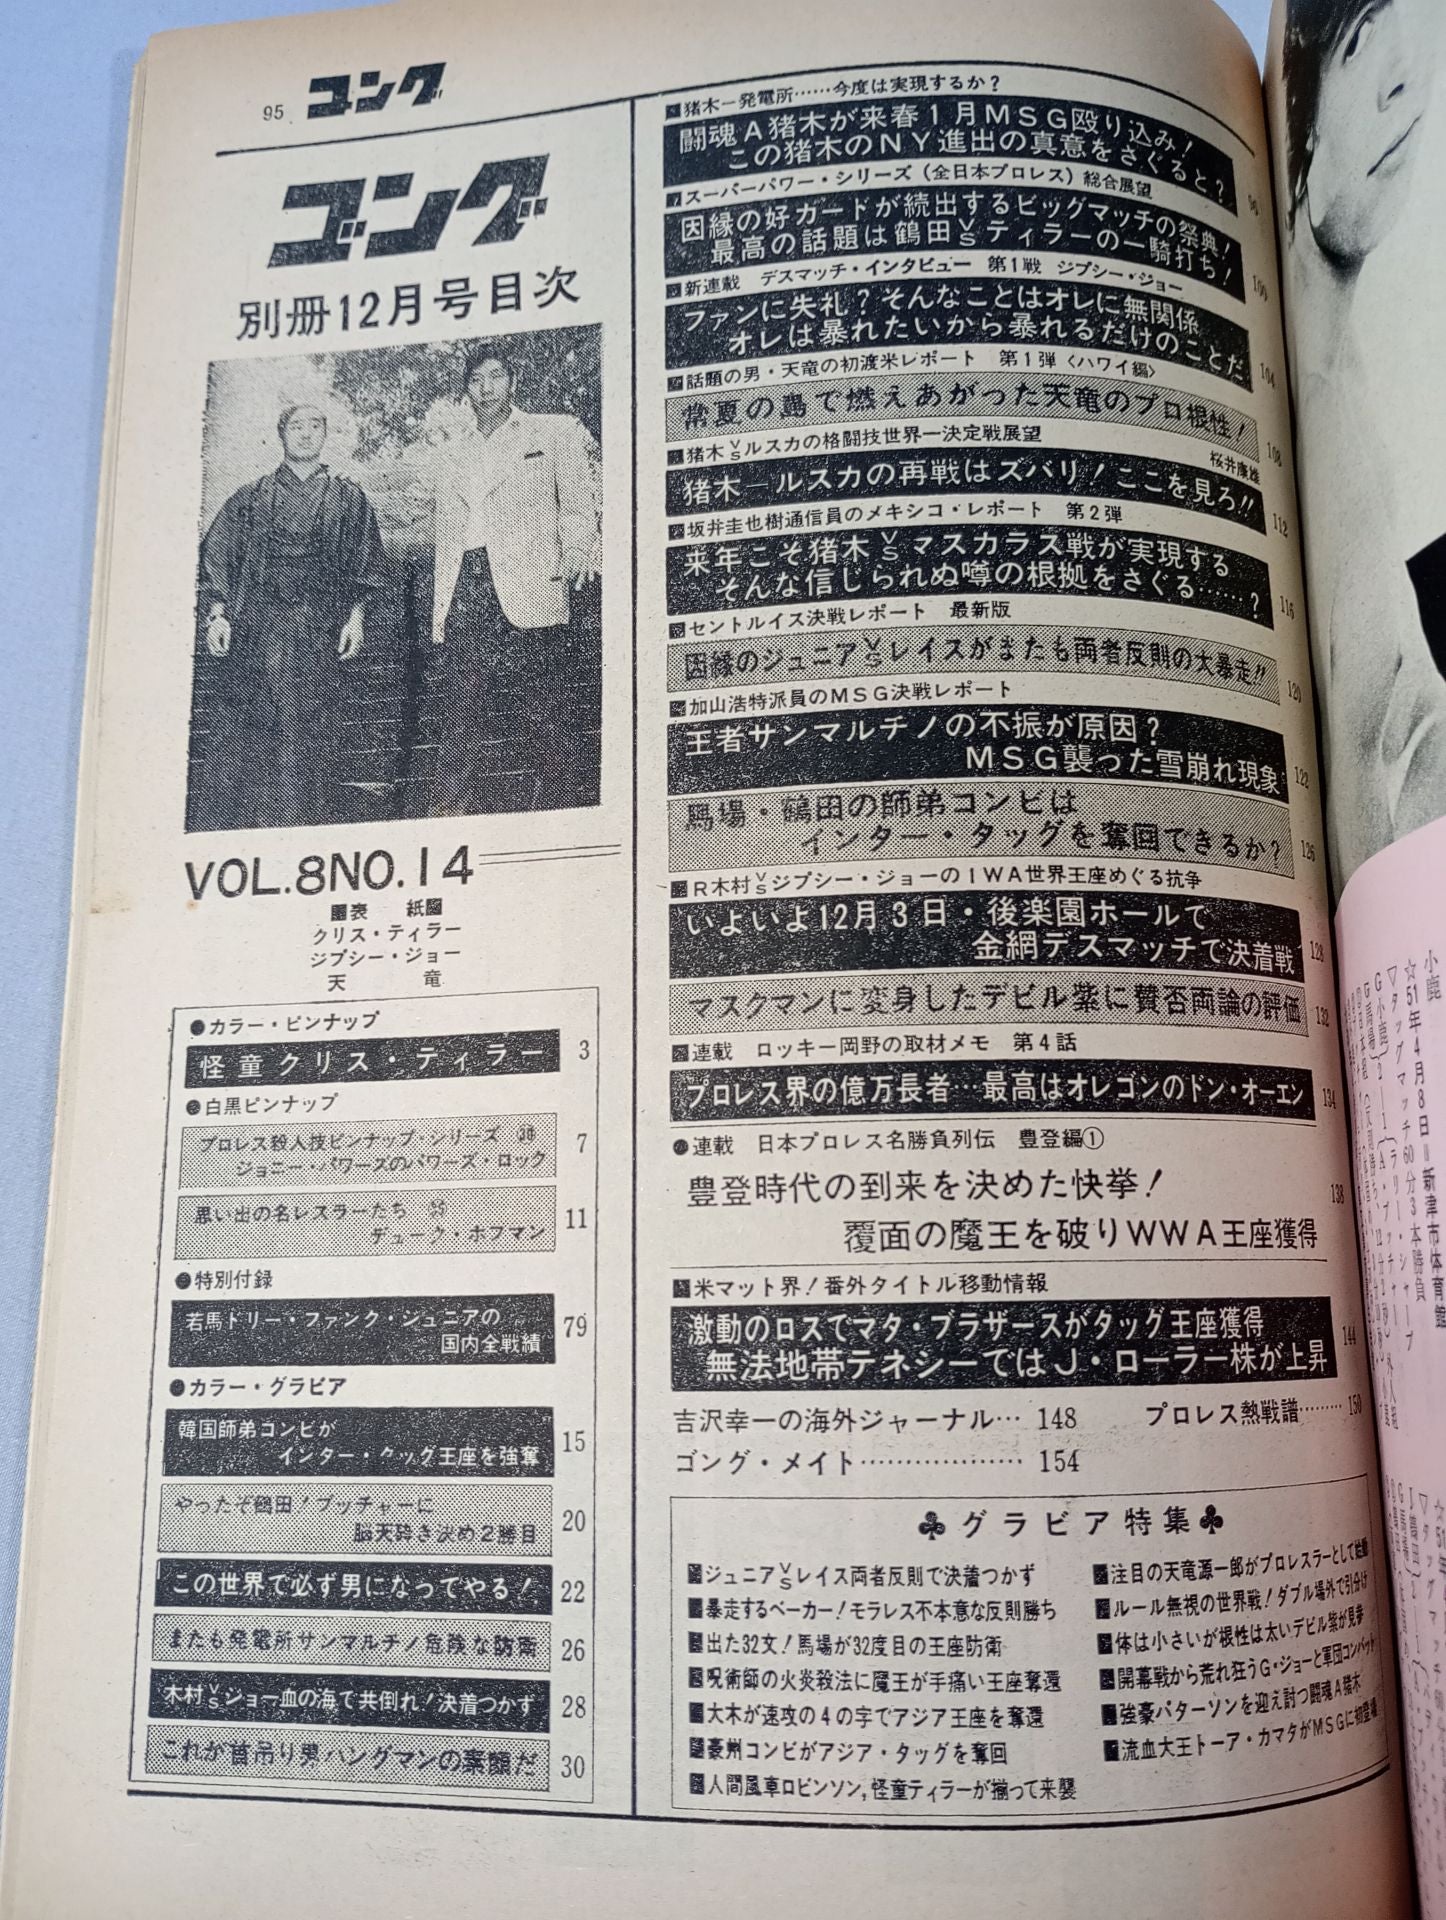 95 ゴング
ゴング
別冊12月号目次
VOL.8 NO.14
表 紙
クリス・テイラー
ジプシー・ジョー
天 竜
●カラー・ピンナップ
怪童クリス・テイラー 3
●白黒ピンナップ
プロレス殺人技ピンナップ・シリーズ
ジョニー・パワーズのパワーズ・ロック 7
思い出の名レスラーたち
デューク・ホフマン 11
●特別付録
若馬ドリー・ファンク・ジュニアの
国内全戦績 79
●カラー・グラビア
韓国師弟コンビが
インター・タッグ王座を強奪 15
やったぞ鶴田!ブッチャーに
脳天砕き決め2勝目 20
この世界で必ず男になってやる! 22
またも発電所サンマルチノ危険な防衛 26
木村VSジョー血の海で共倒れ!決着つかず 28
これが首吊り男ハングマンの素顔だ 30
猪木ー発電所……今度は実現するか?
闘魂A猪木が来春1月MSG殴り込み!
この猪木のNY進出の真意をさぐると? 96
スーパーパワー・シリーズ(全日本プロレス)総合展望
因縁の好カードが続出するビッグマッチの祭典!
最高の話題は鶴田VSテイラーの一騎打ち! 100
新連載 デスマッチ・インタビュー 第1戦 ジプシー・ジョー
ファンに失礼?そんなことはオレに無関係
オレは暴れたいから暴れるだけのことだ 104
話題の男・天竜の初渡米レポート 第1弾〈ハワイ編〉
常夏の島で燃えあがった天竜のプロ根性! 108
猪木VSルスカの格闘技世界一決定戦展望 桜井康雄
猪木ールスカの再戦はズバリ!ここを見ろ!! 112
坂井圭也樹通信員のメキシコ・レポート 第2弾
来年こそ猪木VSマスカラス戦が実現する
そんな信じられぬ噂の根拠をさぐる……? 116
セントルイス決戦レポート 最新版
因縁のジュニアVSレイスがまたも両者反則の大暴走!! 120
加山浩特派員のMSG決戦レポート
王者サンマルチノの不振が原因?
MSG襲った雪崩れ現象 122
馬場・鶴田の師弟コンビは
インター・タッグを奪回できるか? 126
R木村VSジプシー・ジョーのIWA世界王座めぐる抗争
いよいよ12月3日・後楽園ホールで
金網デスマッチで決着戦 128
マスクマンに変身したデビル紫に賛否両論の評価 132
連載 ロッキー岡野の取材メモ 第4話
プロレス界の億万長者…最高はオレゴンのドン・オーエン 134
●連載 日本プロレス名勝負列伝 豊登編①
豊登時代の到来を決めた快挙!
覆面の魔王を破りWWA王座獲得 138
米マット界!番外タイトル移動情報
激動のロスでマタ・ブラザースがタッグ王座獲得
無法地帯テネシーではJ・ローラー株が上昇 144
吉沢幸一の海外ジャーナル… 148
プロレス熱戦譜……… 150
ゴング・メイト……………… 154
♣グラビア特集♣
ジュニアVSレイス両者反則で決着つかず
暴走するベーカー!モラレス不本意な反則勝ち
出た32文!馬場が32度目の王座防衛
呪術師の火炎殺法に魔王が手痛い王座奪還
大木が速攻の4の字でアジア王座を奪還
豪州コンビがアジア・タッグを奪回
人間風車ロビンソン,怪童テイラーが揃って来襲
注目の天竜源一郎がプロレスラーとして始動
ルール無視の世界戦!ダブル場外で引分け
体は小さいが根性は太いデビル紫が見参
開幕戦から荒れ狂うG・ジョーと軍団コンバット
強豪パターソンを迎え討つ闘魂A猪木
流血大王トーア・カマタがMSGに初登場
小鹿
☆51年4月8日=新津市体育館
▽タッグマッチ60分3本勝負